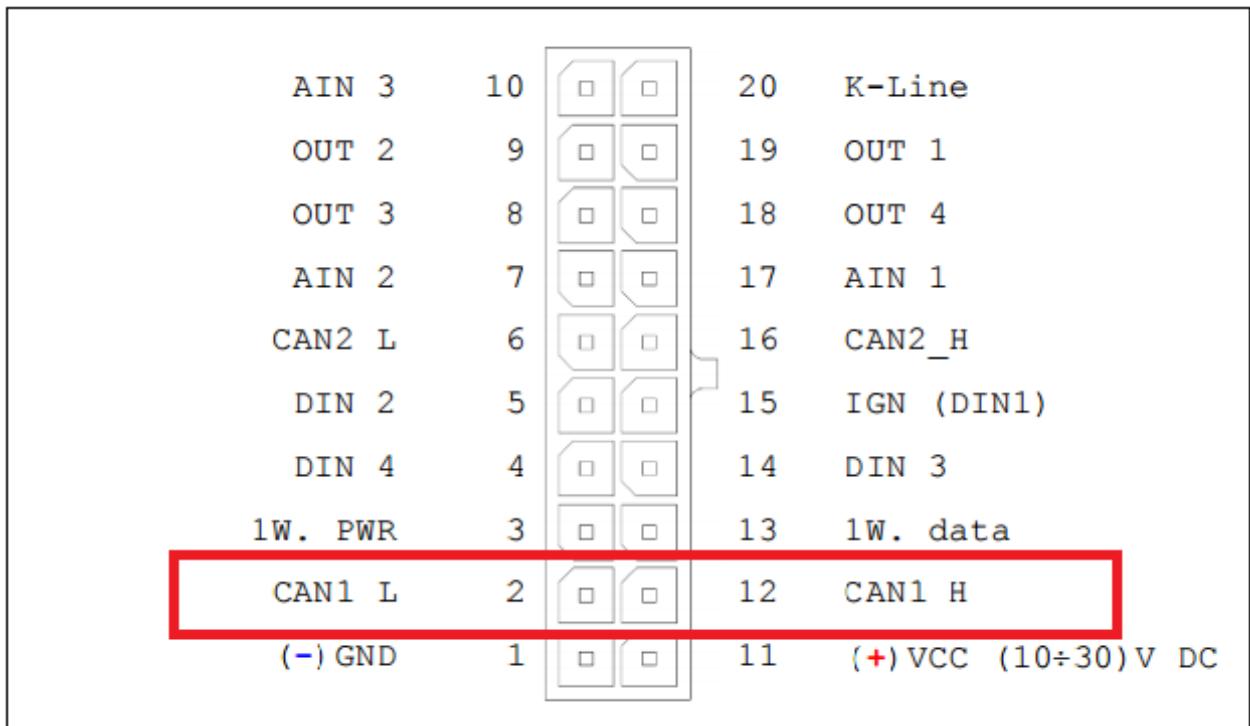 AIN 3 10 20 K-Line
OUT 2 9 19 OUT 1
OUT 3 8 18 OUT 4
AIN 2 7 17 AIN 1
CAN2 L 6 16 CAN2_H
DIN 2 5 15 IGN (DIN1)
DIN 4 4 14 DIN 3
1W. PWR 3 13 1W. data
CAN1 L 2 12 CAN1 H
(-)GND 1 11 (+)VCC (10÷30)V DC